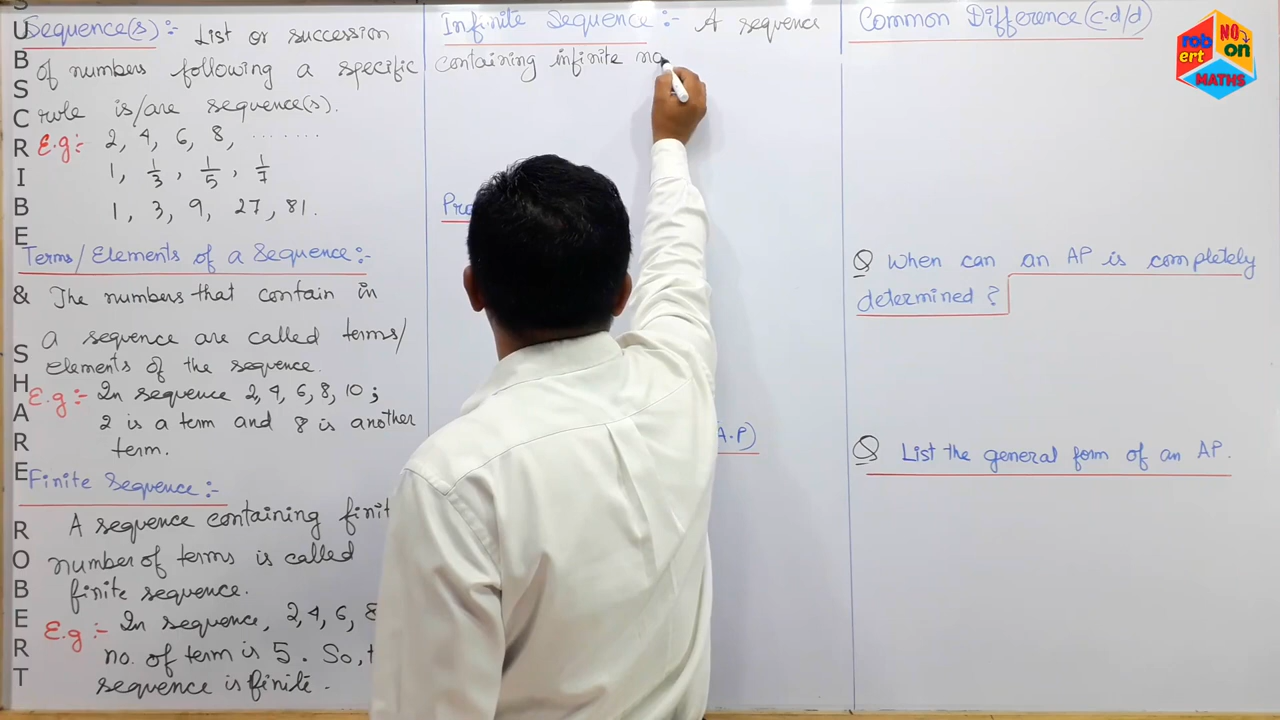 SUBSCRIBE & SHARE ROBERT
Sequence(s) :- List or succession
of numbers following a specific
rule is/are sequence(s).
E.g:- 2, 4, 6, 8, .......
1, 1/3, 1/5, 1/7
1, 3, 9, 27, 81.
Terms/Elements of a Sequence:-
The numbers that contain in
a sequence are called terms/
elements of the sequence.
E.g:- In sequence 2, 4, 6, 8, 10;
2 is a term and 8 is another
term.
Finite Sequence:-
A sequence containing finit
number of terms is called
finite sequence.
E.g:- In sequence, 2, 4, 6, 8
no. of term is 5. So, t
sequence is finite.
Infinite Sequence :- A sequence
containing infinite no
Pro
A.P)
Common Difference (c.d/d)
Q When can an AP is completely
determined?
Q List the general form of an AP.
rob
ert
NO
on
MATHS